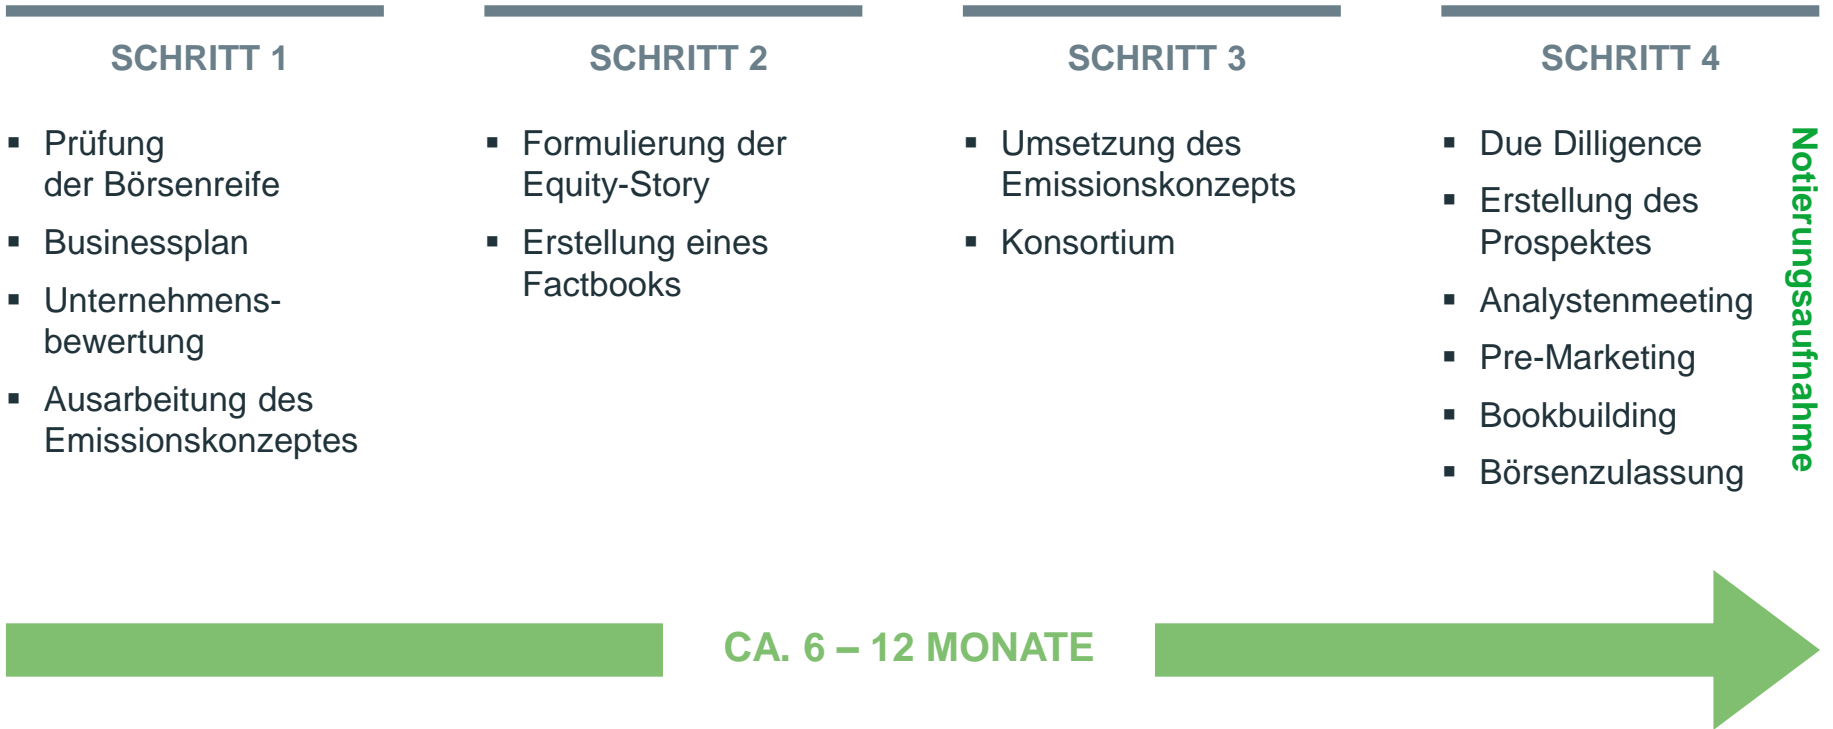 SCHRITT 1
▪ Prüfung
der Börsenreife
▪ Businessplan
▪ Unternehmens-
bewertung
▪ Ausarbeitung des
Emissionskonzeptes
SCHRITT 2
▪ Formulierung der
Equity-Story
▪ Erstellung eines
Factbooks
SCHRITT 3
▪ Umsetzung des
Emissionskonzepts
▪ Konsortium
SCHRITT 4
▪ Due Dilligence
▪ Erstellung des
Prospektes
▪ Analystenmeeting
▪ Pre-Marketing
▪ Bookbuilding
▪ Börsenzulassung
Notierungsaufnahme
CA. 6 – 12 MONATE